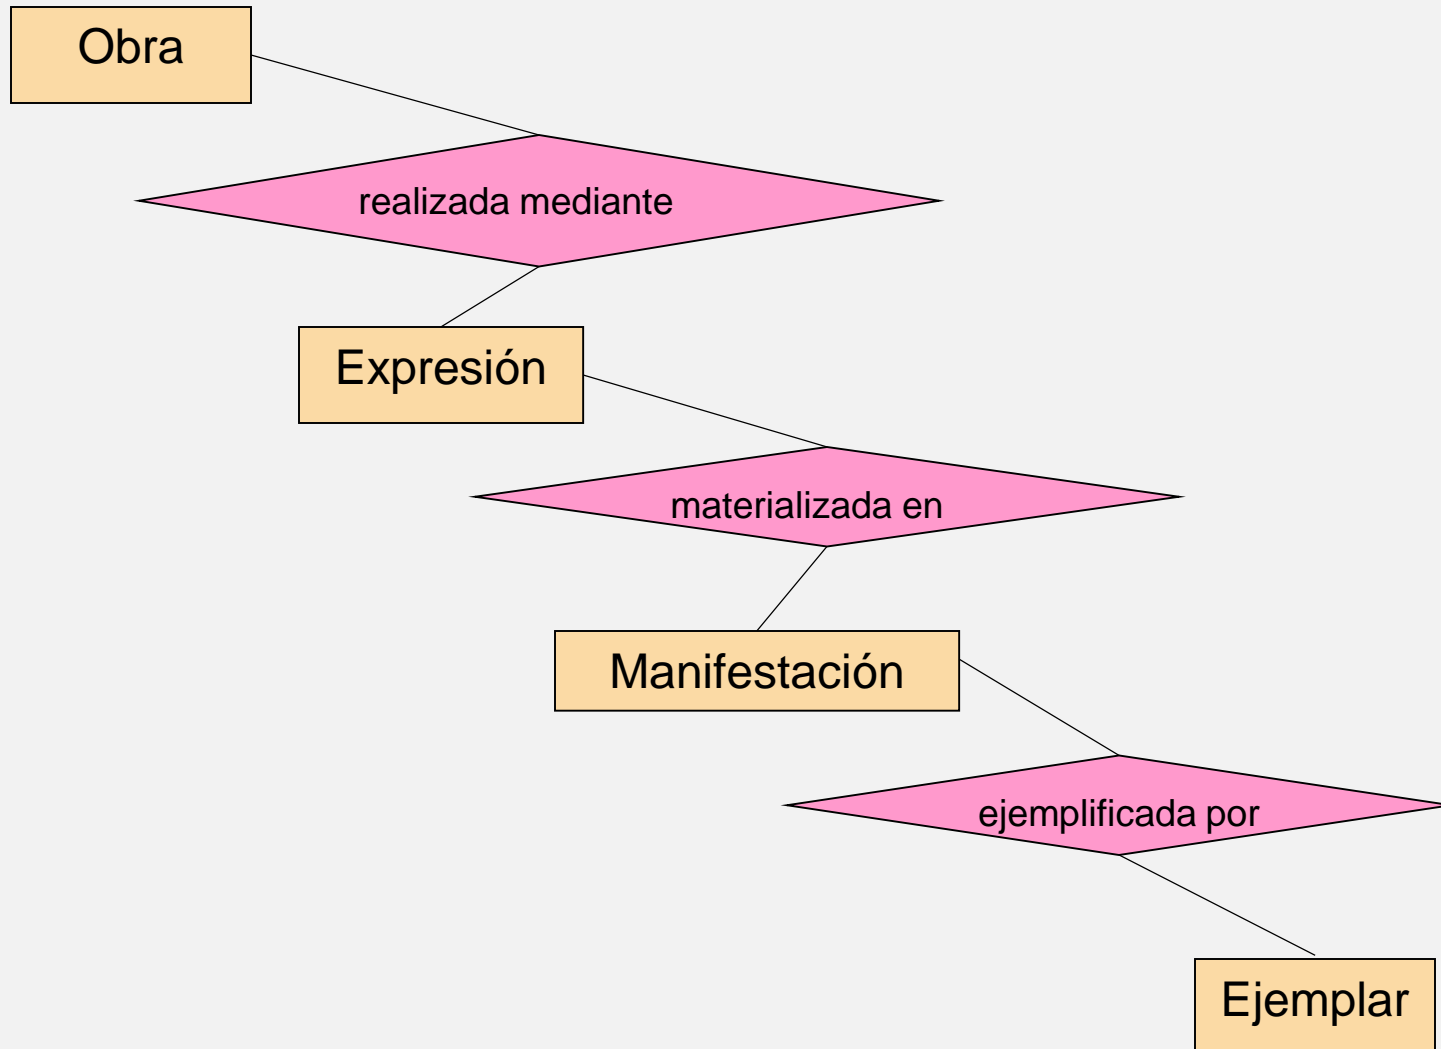 Obra
realizada mediante
Expresión
materializada en
Manifestación
ejemplificada por
Ejemplar